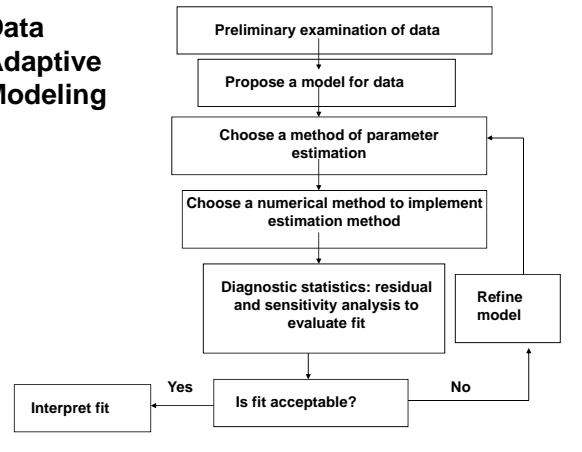 Data
Adaptive
Modeling
Preliminary examination of data
Propose a model for data
Choose a method of parameter
estimation
Choose a numerical method to implement
estimation method
Diagnostic statistics: residual
and sensitivity analysis to
evaluate fit
Refine
model
Yes
No
Interpret fit
Is fit acceptable?